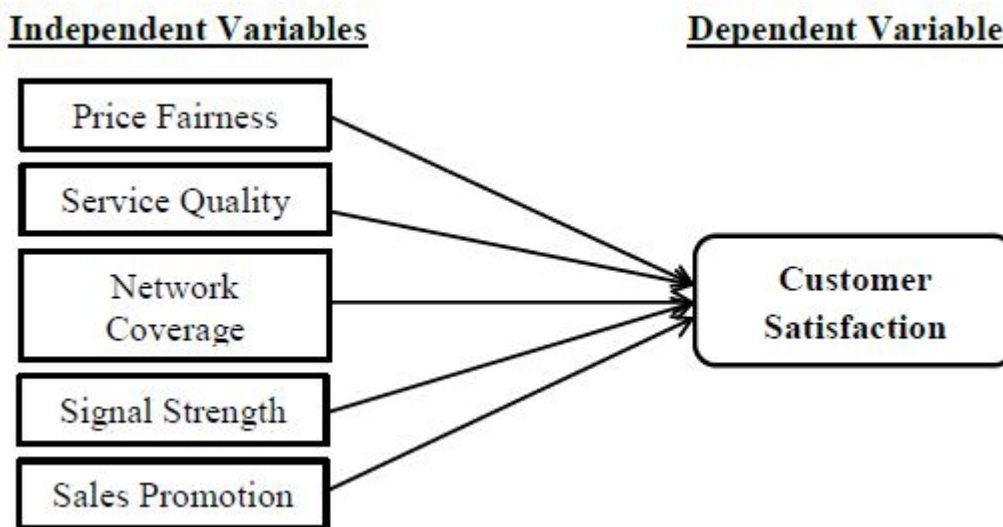 Independent Variables
Dependent Variable
Price Fairness
Service Quality
Network
Coverage
Signal Strength
Sales Promotion
Customer
Satisfaction